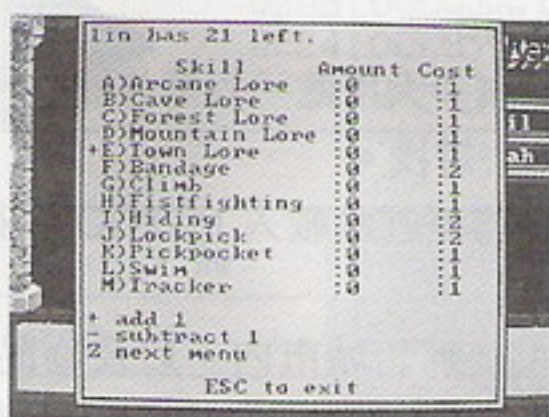 lin has 21 left.
Skill Amount Cost
A)Arcane Lore :0 :1
B)Cave Lore :0 :1
C)Forest Lore :0 :1
D)Mountain Lore :0 :1
+E)Town Lore :0 :1
F)Bandage :0 :2
G)Climb :0 :1
H)Fistfighting :0 :1
I)Hiding :0 :2
J)Lockpick :0 :2
K)Pickpocket :0 :1
L)Swim :0 :1
M)Tracker :0 :1
+ add 1
- subtract 1
Z next menu
ESC to exit
il
ah